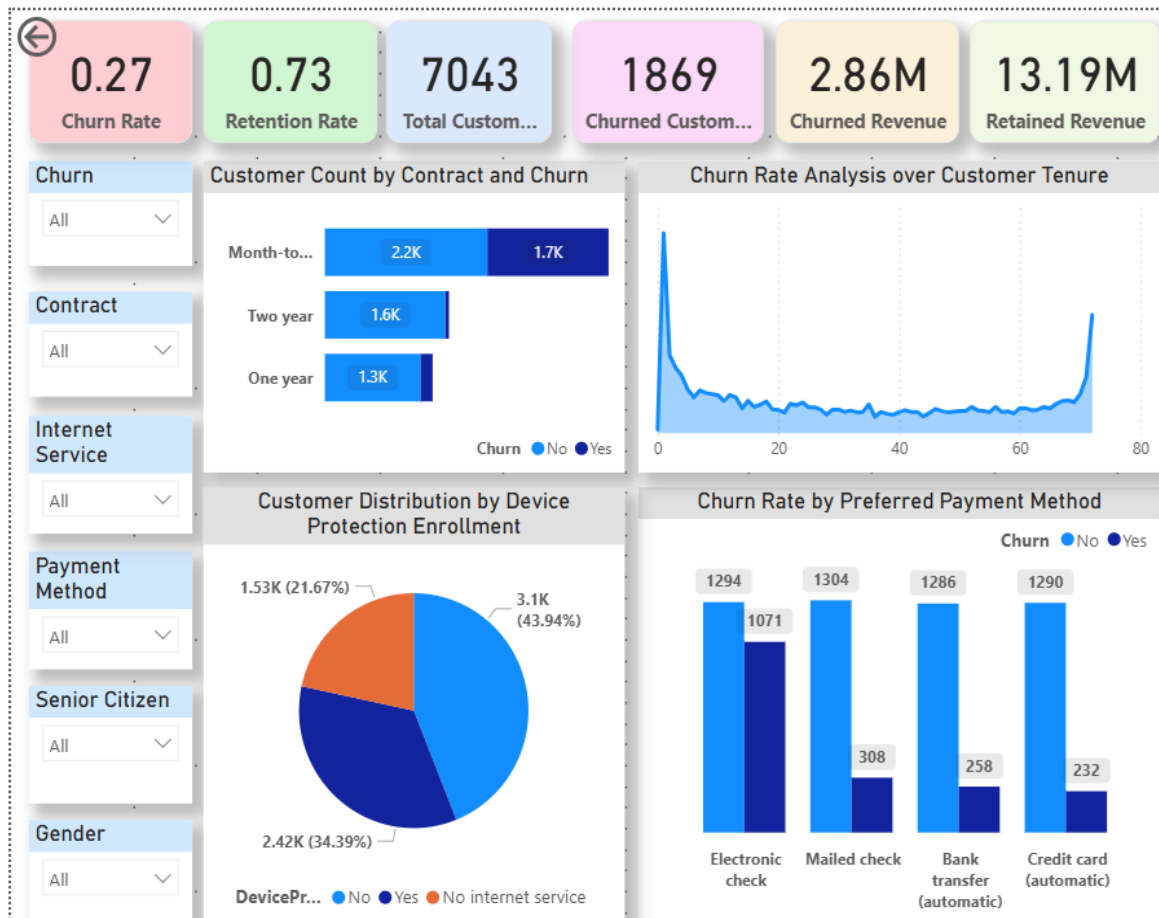 0.27
Churn Rate
0.73
Retention Rate
7043
Total Custom...
1869
Churned Custom...
2.86M
Churned Revenue
13.19M
Retained Revenue
Churn
All
Contract
All
Internet
Service
All
Payment
Method
All
Senior Citizen
All
Gender
All
Customer Count by Contract and Churn
Month-to...
2.2K
1.7K
Two year
1.6K
One year
1.3K
Churn No Yes
Churn Rate Analysis over Customer Tenure
0
20
40
60
80
Customer Distribution by Device
Protection Enrollment
1.53K (21.67%)
3.1K
(43.94%)
2.42K (34.39%)
DevicePr... No Yes No internet service
Churn Rate by Preferred Payment Method
Churn No Yes
1294
1071
1304
308
1286
258
1290
232
Electronic
check
Mailed check
Bank
transfer
(automatic)
Credit card
(automatic)